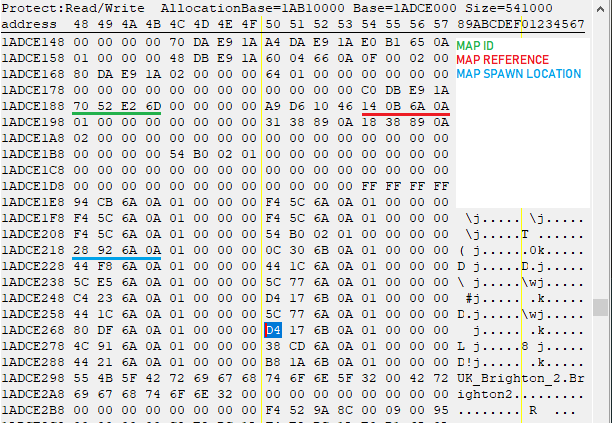 Protect:Read/Write AllocationBase=1AB10000 Base=1ADCE000 Size=541000
address 48 49 4A 4B 4C 4D 4E 4F 50 51 52 53 54 55 56 57 89ABCDEF01234567
1ADCE148 00 00 00 00 70 DA E9 1A A4 DA E9 1A E0 B1 65 0A MAP ID
1ADCE158 01 00 00 00 48 DB E9 1A 60 04 66 0A 0F 00 02 00 MAP REFERENCE
1ADCE168 80 DA E9 1A 02 00 00 00 64 01 00 00 00 00 00 00 MAP SPAWN LOCATION
1ADCE178 00 00 00 00 00 00 00 00 00 00 00 00 C0 DB E9 1A
1ADCE188 70 52 E2 6D 00 00 00 00 A9 D6 10 46 14 0B 6A 0A
1ADCE198 01 00 00 00 00 00 00 00 31 38 89 0A 18 38 89 0A
1ADCE1A8 02 00 00 00 00 00 00 00 00 00 00 00 00 00 00 00
1ADCE1B8 00 00 00 00 54 B0 02 01 00 00 00 00 00 00 00 00
1ADCE1C8 00 00 00 00 00 00 00 00 00 00 00 00 00 00 00 00
1ADCE1D8 00 00 00 00 00 00 00 00 00 00 00 00 FF FF FF FF
1ADCE1E8 94 CB 6A 0A 01 00 00 00 F4 5C 6A 0A 01 00 00 00
1ADCE1F8 F4 5C 6A 0A 01 00 00 00 F4 5C 6A 0A 01 00 00 00 \j..... \j.....
1ADCE208 F4 5C 6A 0A 01 00 00 00 54 B0 02 01 00 00 00 00 \j.....T .......
1ADCE218 28 92 6A 0A 01 00 00 00 0C 30 6B 0A 01 00 00 00 ( j......0k.....
1ADCE228 44 F8 6A 0A 01 00 00 00 44 1C 6A 0A 01 00 00 00 D j.....D.j.....
1ADCE238 5C E5 6A 0A 01 00 00 00 5C 77 6A 0A 01 00 00 00 \ j.....\wj.....
1ADCE248 C4 23 6A 0A 01 00 00 00 D4 17 6B 0A 01 00 00 00 #j..... .k.....
1ADCE258 44 1C 6A 0A 01 00 00 00 5C 77 6A 0A 01 00 00 00 D.j.....\wj.....
1ADCE268 80 DF 6A 0A 01 00 00 00 D4 17 6B 0A 01 00 00 00 j..... .k.....
1ADCE278 4C 91 6A 0A 01 00 00 00 38 CD 6A 0A 01 00 00 00 L j.....8 j.....
1ADCE288 44 21 6A 0A 01 00 00 00 B8 1A 6B 0A 01 00 00 00 D!j..... .k.....
1ADCE298 55 4B 5F 42 72 69 67 68 74 6F 6E 5F 32 00 42 72 UK_Brighton_2.Br
1ADCE2A8 69 67 68 74 6F 6E 32 00 00 00 00 00 00 00 00 00 ighton2.........
1ADCE2B8 00 00 00 00 00 00 00 00 F4 52 9A 8C 00 09 00 95 ........ R ...